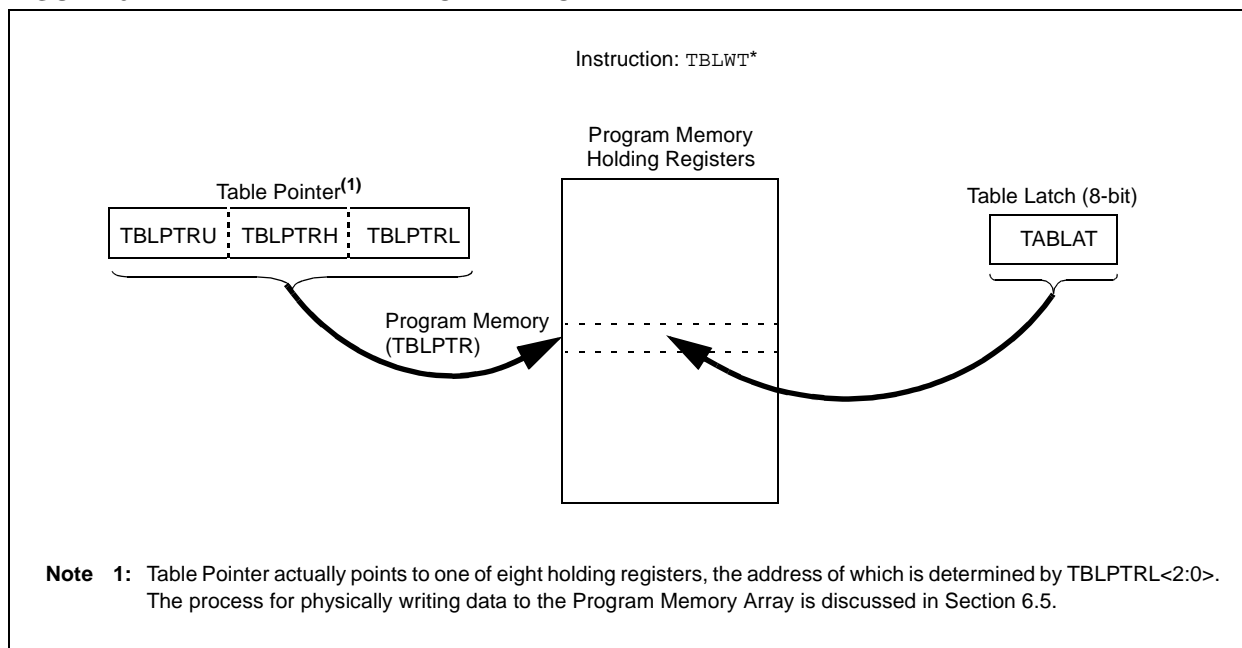 Instruction: TBLWT*
Program Memory
Holding Registers
Table Pointer(1)
Table Latch (8-bit)
TBLPTRU TBLPTRH TBLPTRL
TABLAT
Program Memory
(TBLPTR)
Note 1: Table Pointer actually points to one of eight holding registers, the address of which is determined by TBLPTRL<2:0>.
The process for physically writing data to the Program Memory Array is discussed in Section 6.5.